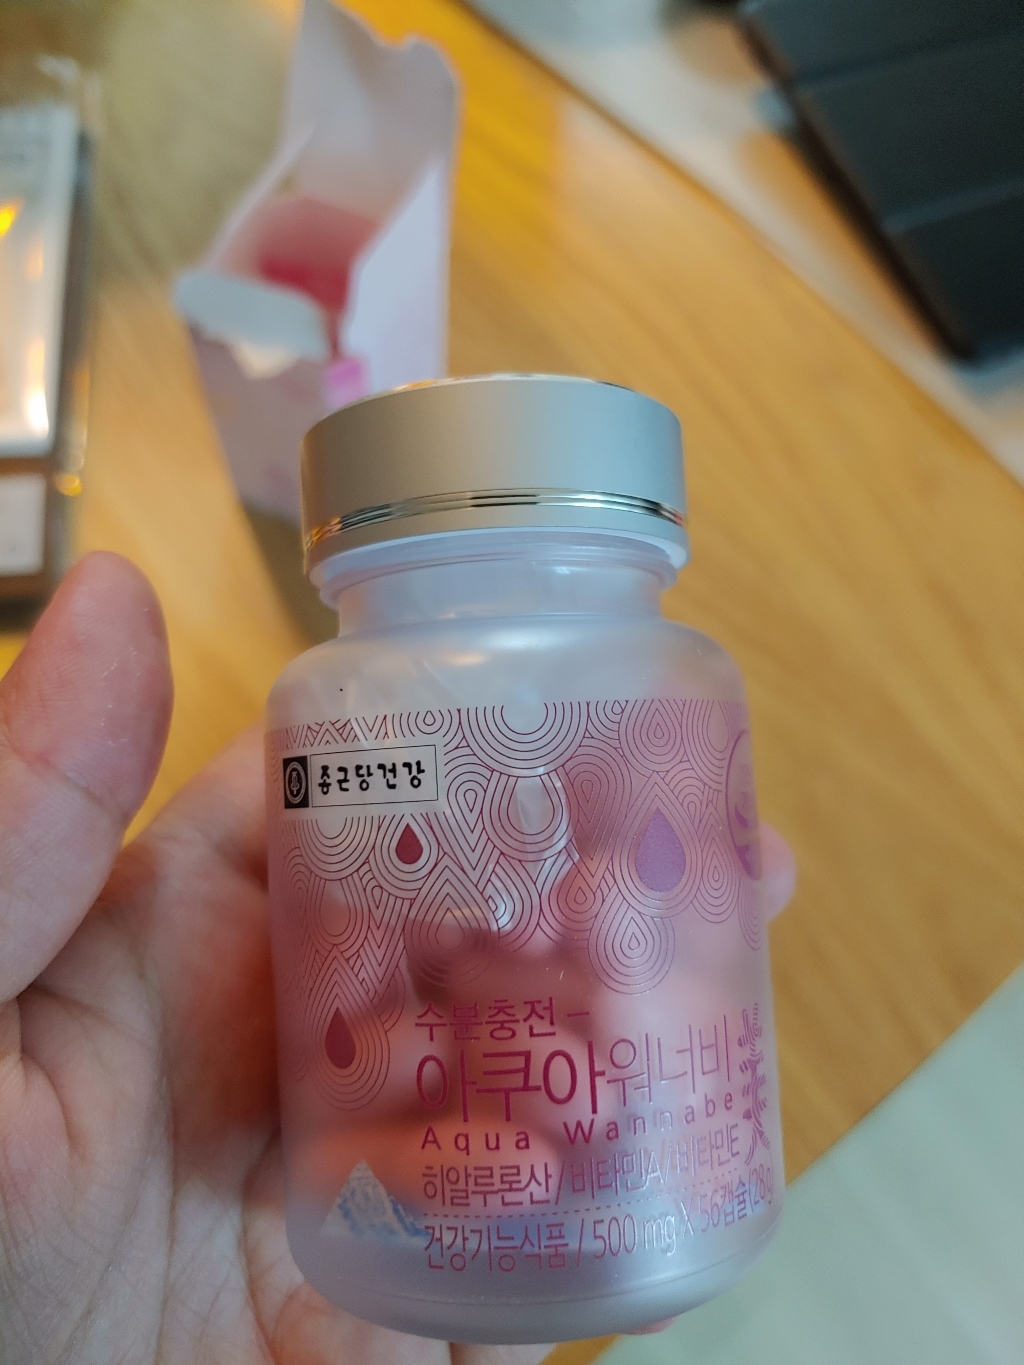 종근당건강
수분충전
아쿠아워너비
Aqua Wannabe
히알루론산/비타민A/비타민E
건강기능식품/500 mg X 56캡슐(28g